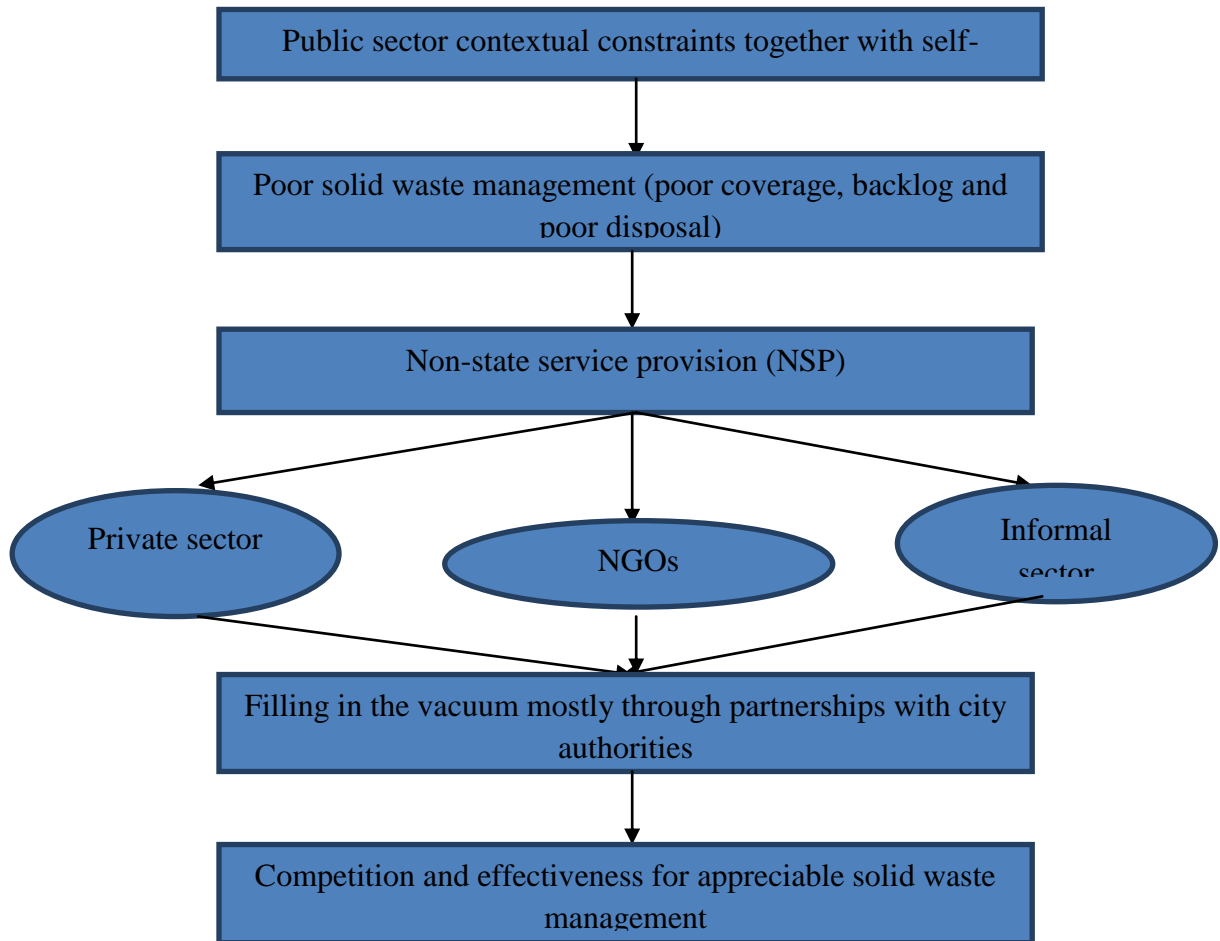 Public sector contextual constraints together with self-
Poor solid waste management (poor coverage, backlog and
poor disposal)
Non-state service provision (NSP)
Private sector
NGOs
Informal
sector
Filling in the vacuum mostly through partnerships with city
authorities
Competition and effectiveness for appreciable solid waste
management